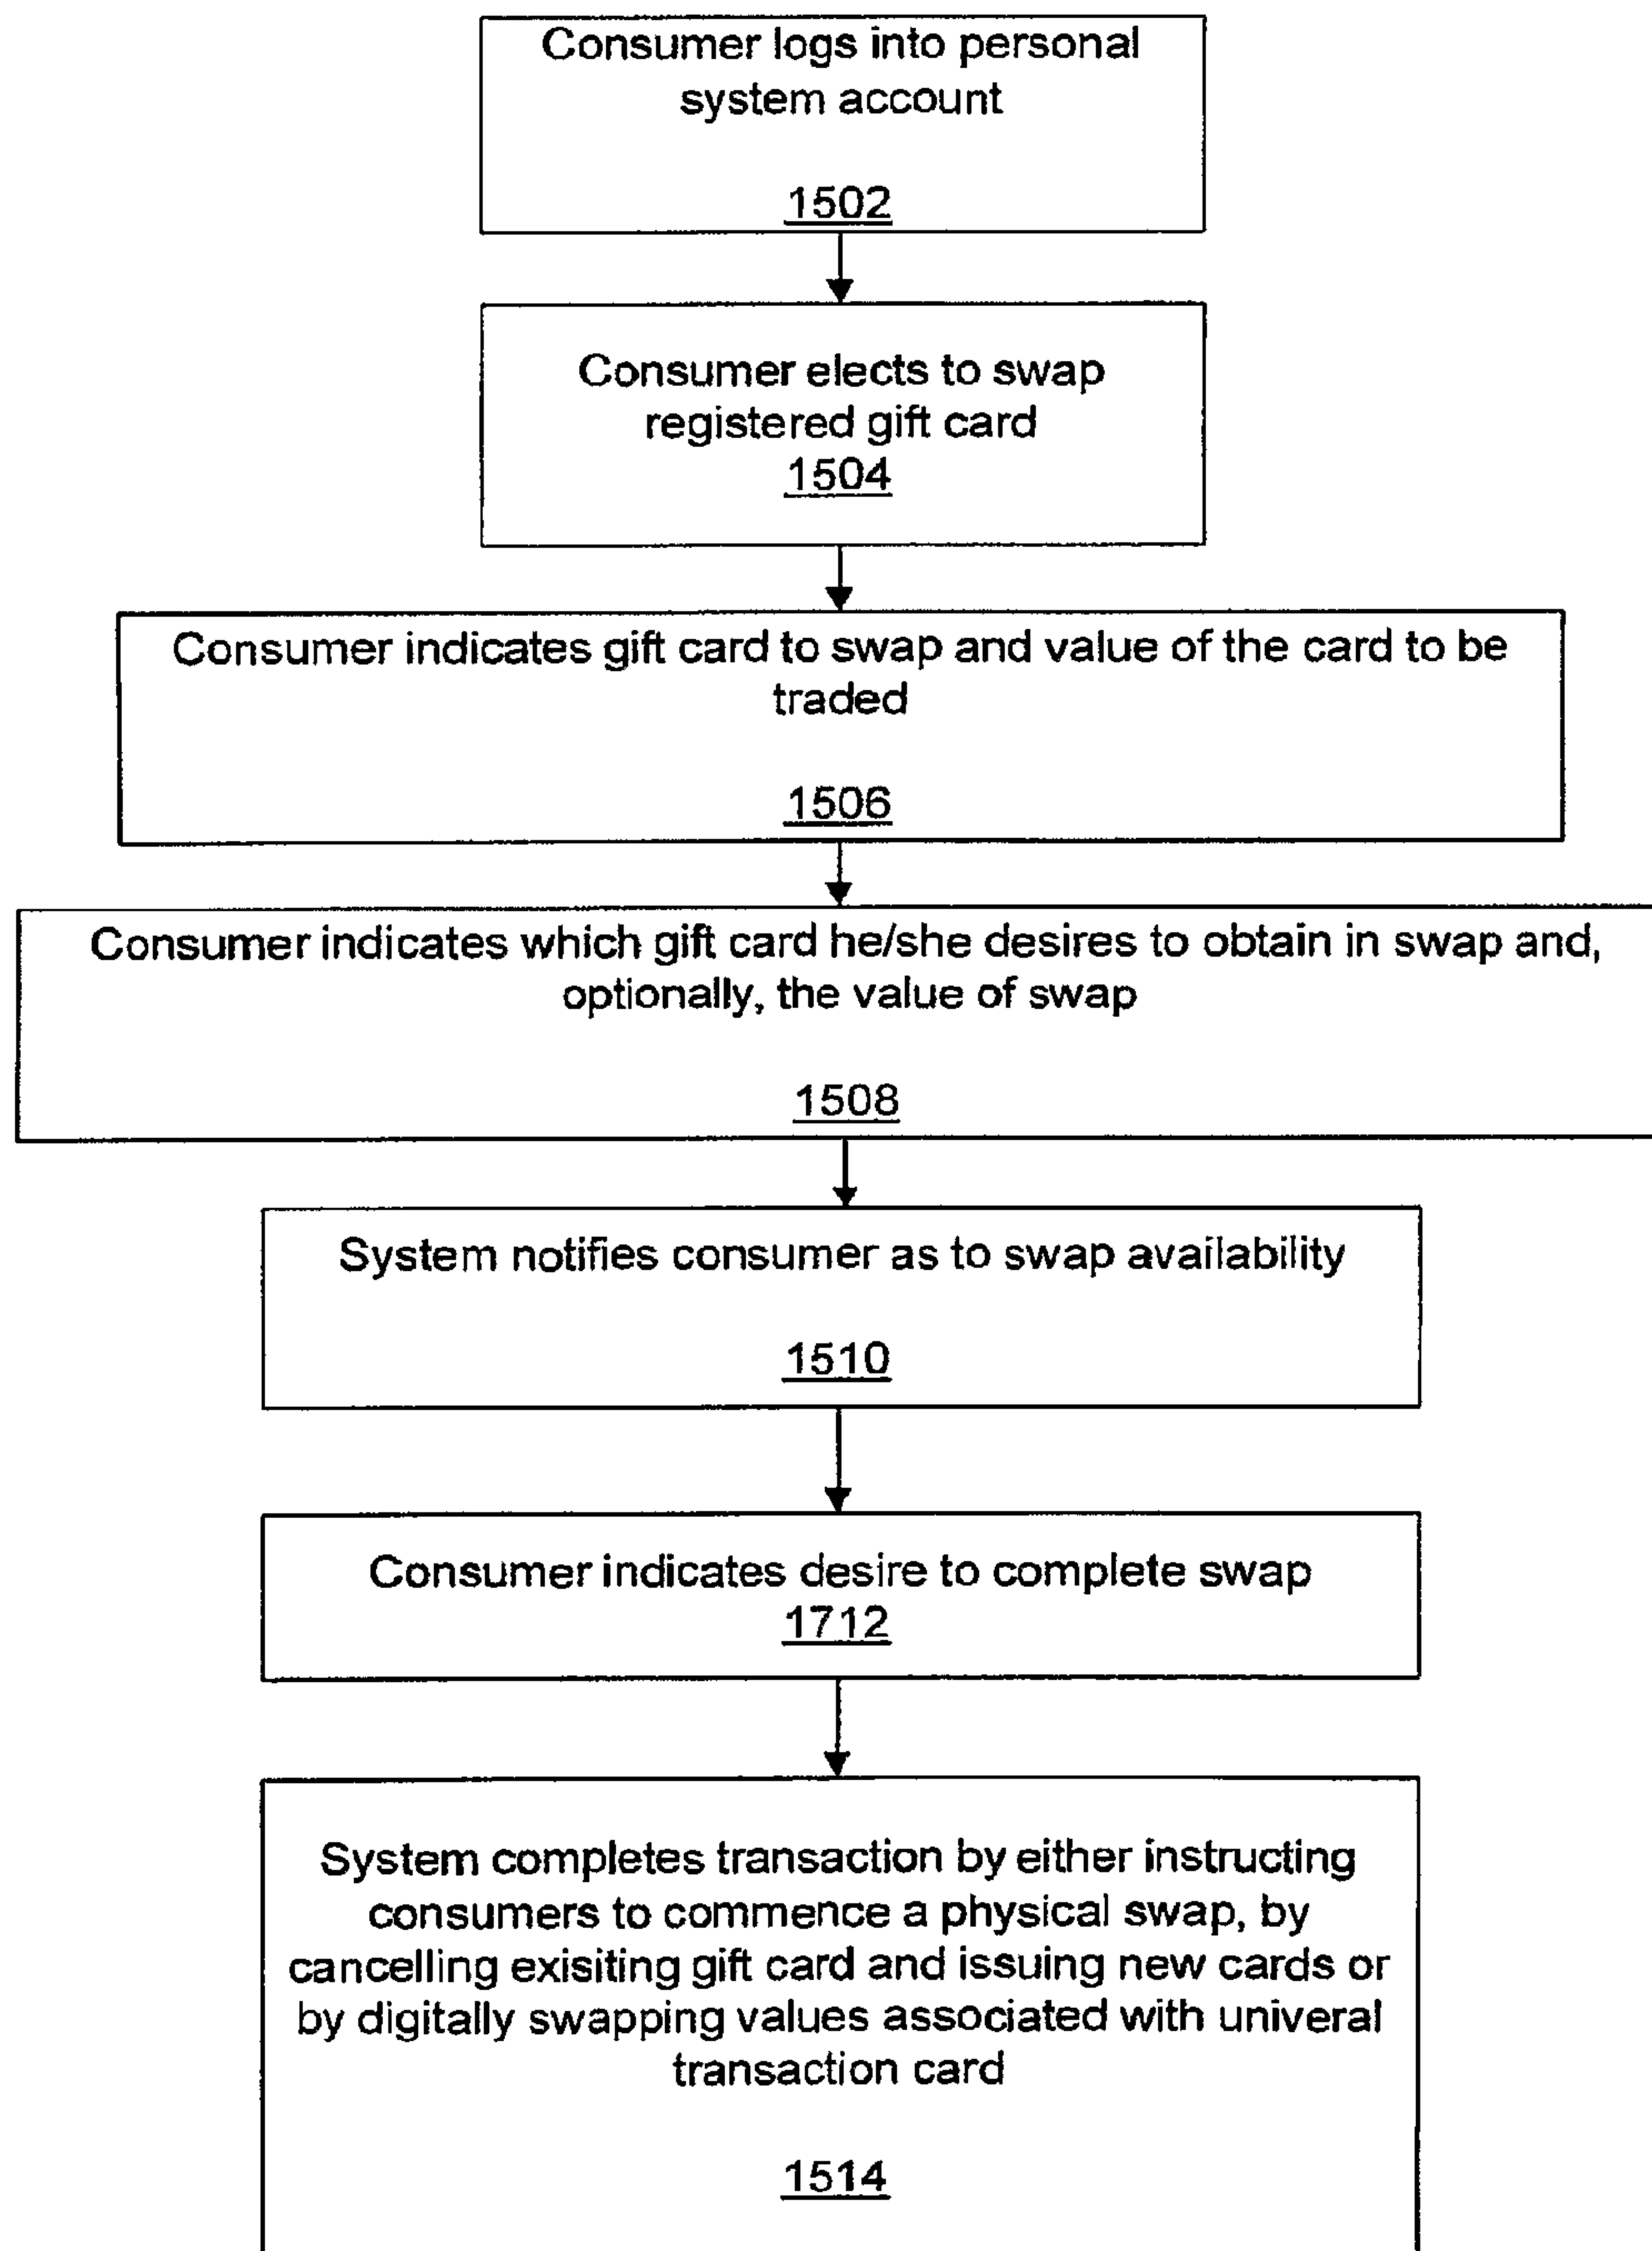 Consumer logs into personal
system account
1502
Consumer elects to swap
registered gift card
1504
Consumer indicates gift card to swap and value of the card to be
traded
1506
Consumer indicates which gift card he/she desires to obtain in swap and,
optionally, the value of swap
1508
System notifies consumer as to swap availability
1510
Consumer indicates desire to complete swap
1712
System completes transaction by either instructing
consumers to commence a physical swap, by
cancelling exisiting gift card and issuing new cards or
by digitally swapping values associated with univeral
transaction card
1514